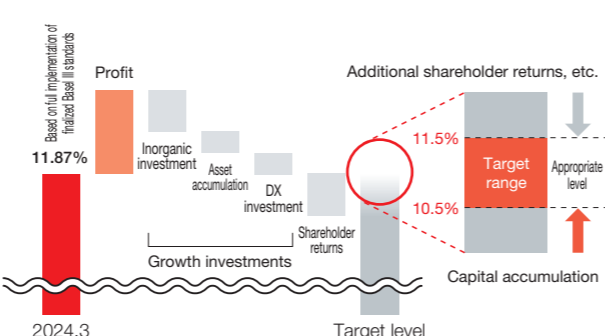 Based on full implementation of
finalized Basel III standards
11.87%
Profit
Inorganic
investment
Asset
accumulation
DX
investment
Shareholder
returns
Growth investments
2024.3
Target level
Additional shareholder returns, etc.
11.5%
Target
range
Appropriate
level
10.5%
Capital accumulation